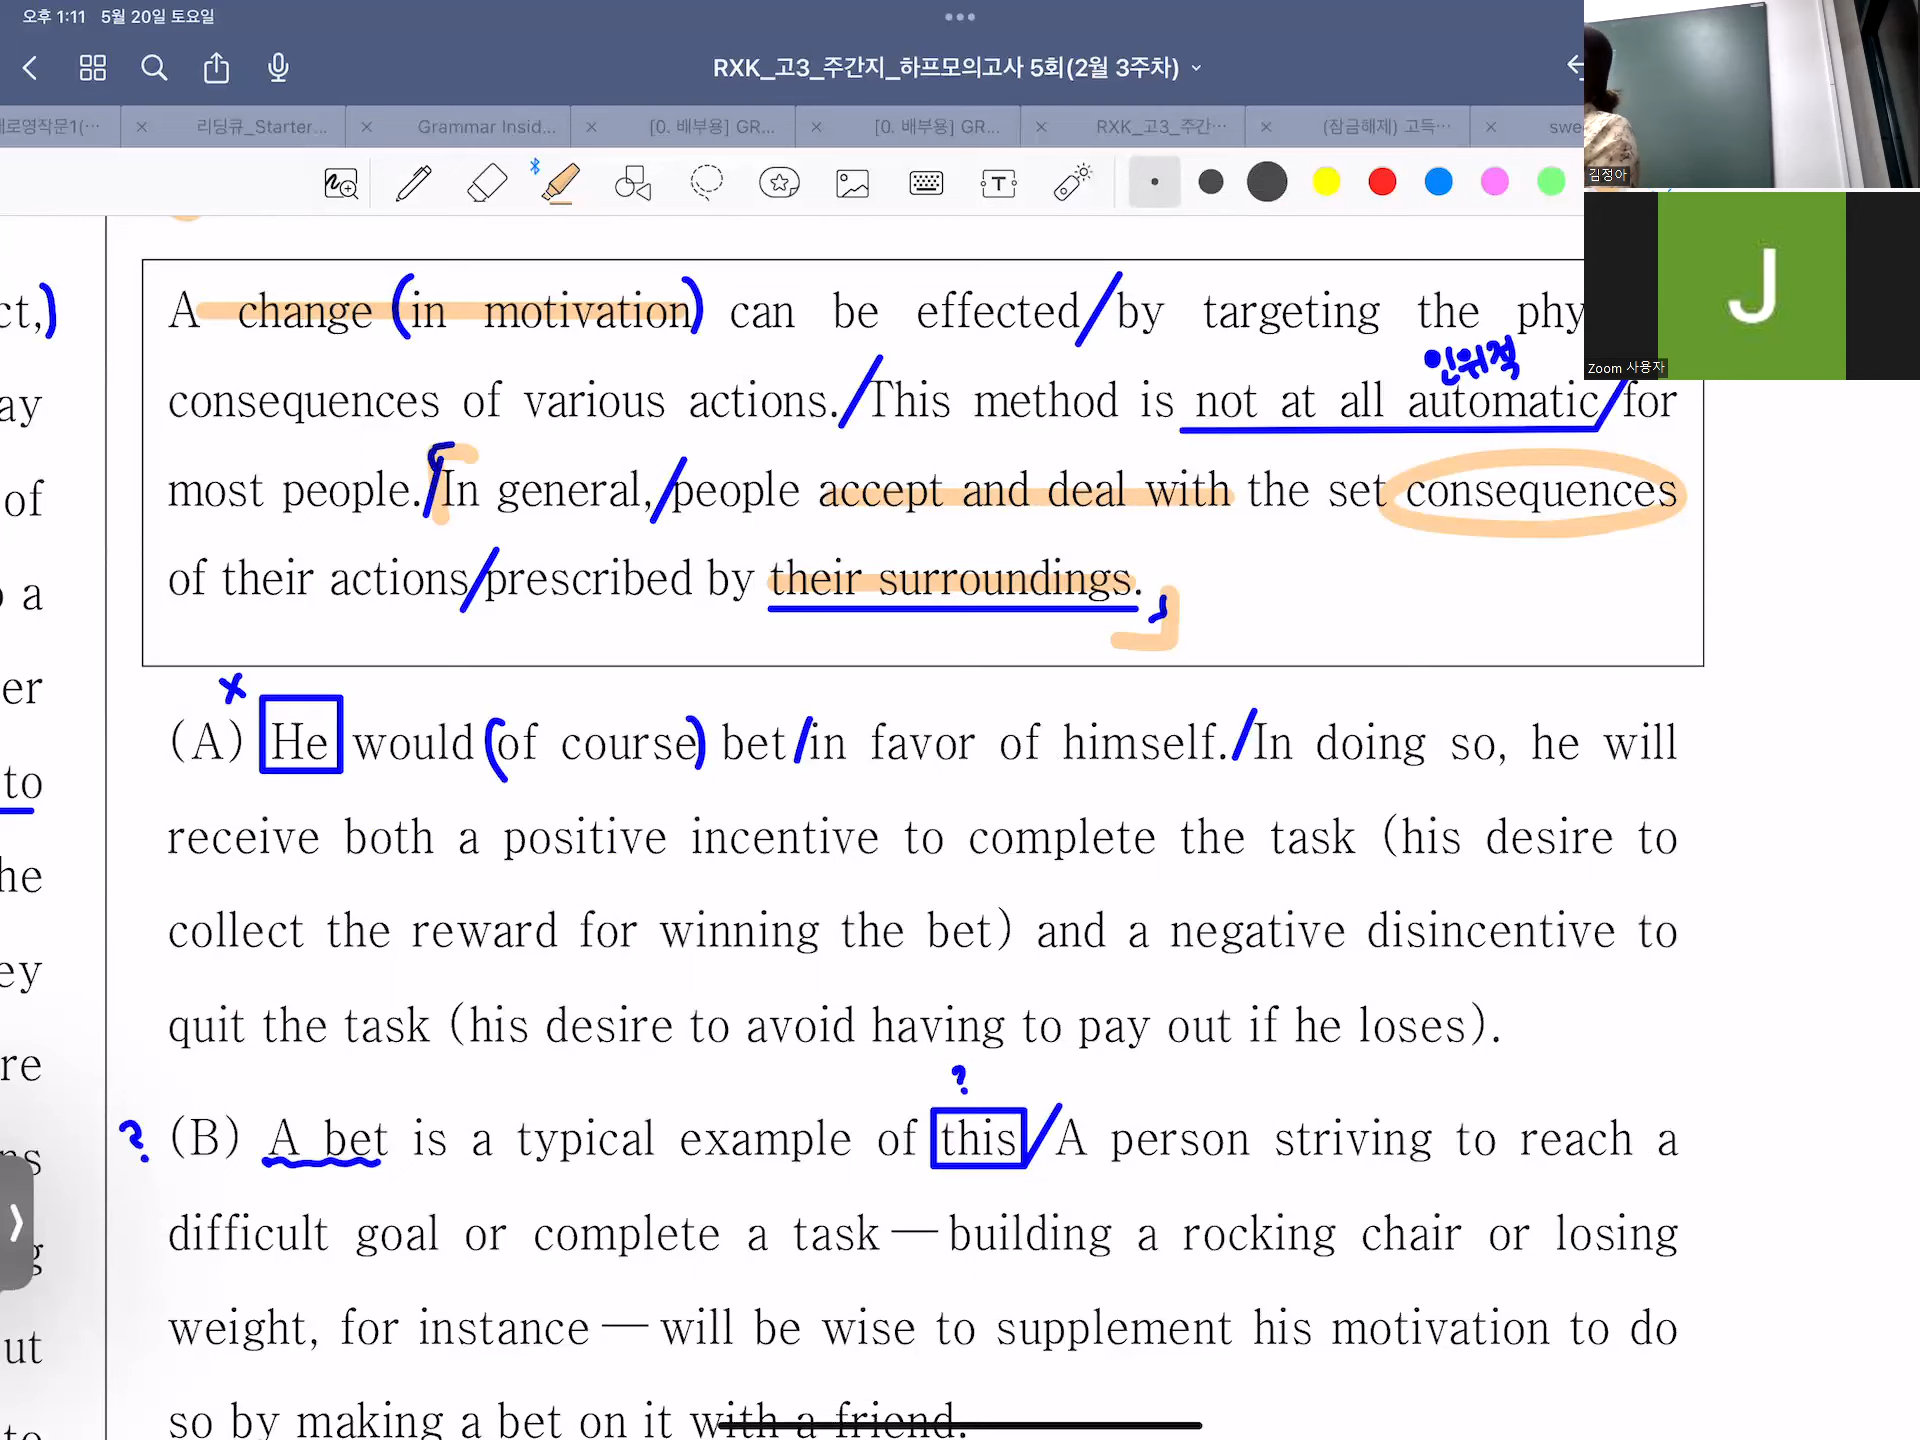 오후 1:11 5월 20일 토요일
RXK_고3_주간지_하프모의고사 5회(2월 3주차)
리딩큐_Starter...
Grammar Insid...
[0. 배부용] GR...
[0. 배부용] GR...
RXK_고3_주간...
(잠금해제) 고득...
swe
김정아
J
Zoom 사용자
A change (in motivation) can be effected/by targeting the phy
인위적
consequences of various actions./This method is not at all automatic/for
most people./In general,/people accept and deal with the set consequences
of their actions/prescribed by their surroundings.
x
(A) He would (of course) bet/in favor of himself./In doing so, he will
receive both a positive incentive to complete the task (his desire to
collect the reward for winning the bet) and a negative disincentive to
quit the task (his desire to avoid having to pay out if he loses).
?
? (B) A bet is a typical example of this/A person striving to reach a
difficult goal or complete a task—building a rocking chair or losing
weight, for instance—will be wise to supplement his motivation to do
so by making a bet on it with a friend.
ct,)
ay
of
a
er
to
he
ey
re
ut
to